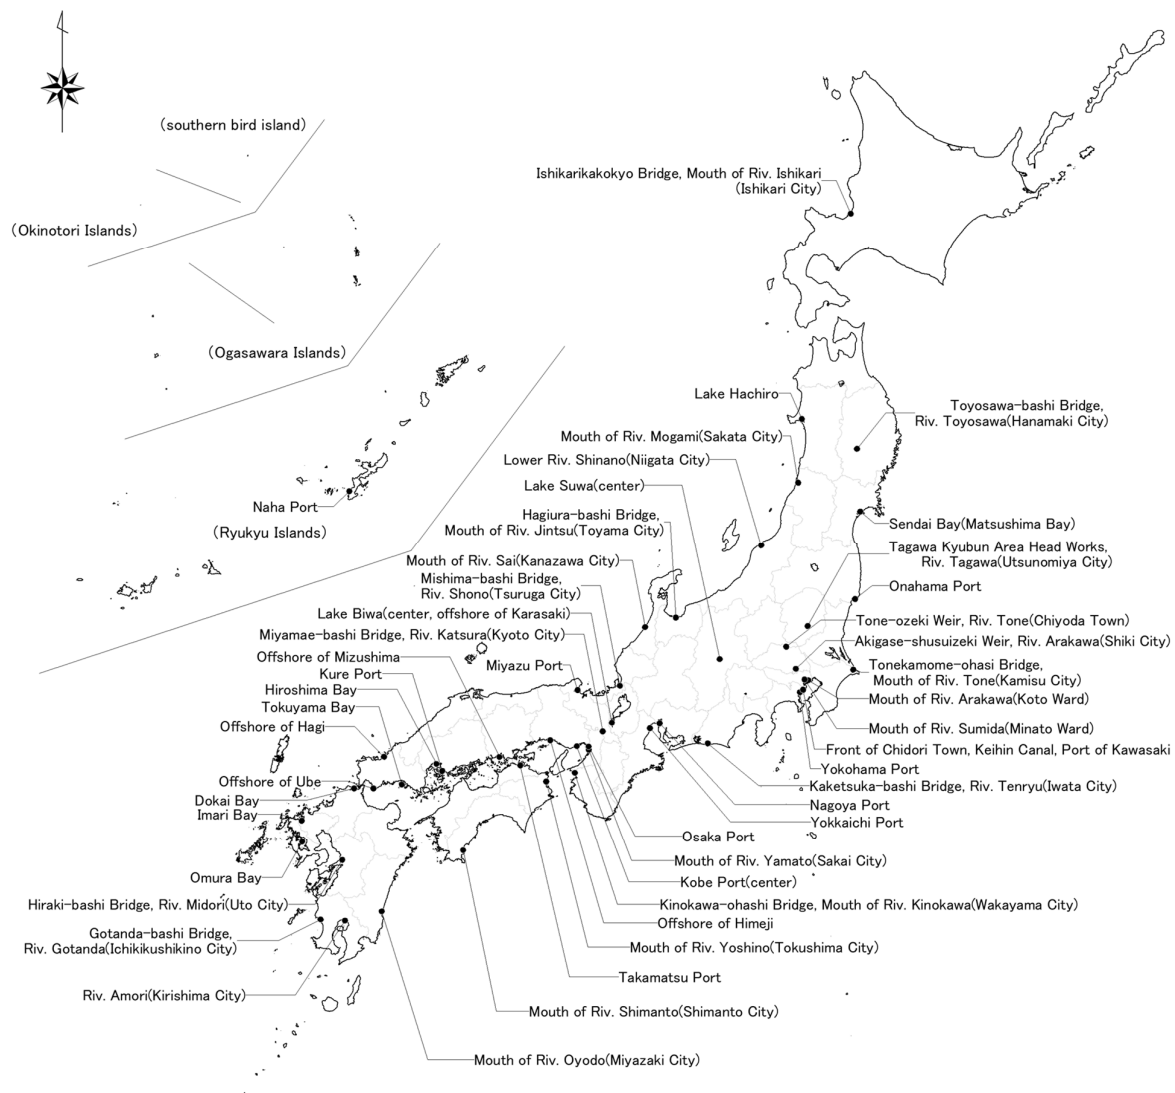 (southern bird island)
Ishikarikakokyo Bridge, Mouth of Riv. Ishikari
(Ishikari City)
(Okinotori Islands)
(Ogasawara Islands)
Lake Hachiro
Toyosawa-bashi Bridge,
Riv. Toyosawa(Hanamaki City)
Mouth of Riv. Mogami(Sakata City)
Lower Riv. Shinano(Niigata City)
Lake Suwa(center)
Naha Port
(Ryukyu Islands)
Hagiura-bashi Bridge,
Mouth of Riv. Jintsu(Toyama City)
Sendai Bay(Matsushima Bay)
Tagawa Kyubun Area Head Works,
Riv. Tagawa(Utsunomiya City)
Mouth of Riv. Sai(Kanazawa City)
Mishima-bashi Bridge,
Riv. Shono(Tsuruga City)
Onahama Port
Lake Biwa(center, offshore of Karasaki)
Tone-ozeki Weir, Riv. Tone(Chiyoda Town)
Miyamae-bashi Bridge, Riv. Katsura(Kyoto City)
Akigase-shusuizeki Weir, Riv. Arakawa(Shiki City)
Offshore of Mizushima
Miyazu Port
Tonekamome-ohasi Bridge,
Mouth of Riv. Tone(Kamisu City)
Kure Port
Hiroshima Bay
Mouth of Riv. Arakawa(Koto Ward)
Tokuyama Bay
Offshore of Hagi
Mouth of Riv. Sumida(Minato Ward)
Front of Chidori Town, Keihin Canal, Port of Kawasaki
Yokohama Port
Offshore of Ube
Kaketsuka-bashi Bridge, Riv. Tenryu(Iwata City)
Dokai Bay
Nagoya Port
Imari Bay
Yokkaichi Port
Osaka Port
Mouth of Riv. Yamato(Sakai City)
Omura Bay
Kobe Port(center)
Hiraki-bashi Bridge, Riv. Midori(Uto City)
Kinokawa-ohashi Bridge, Mouth of Riv. Kinokawa(Wakayama City)
Offshore of Himeji
Gotanda-bashi Bridge,
Riv. Gotanda(Ichikikushikino City)
Mouth of Riv. Yoshino(Tokushima City)
Takamatsu Port
Riv. Amori(Kirishima City)
Mouth of Riv. Shimanto(Shimanto City)
Mouth of Riv. Oyodo(Miyazaki City)